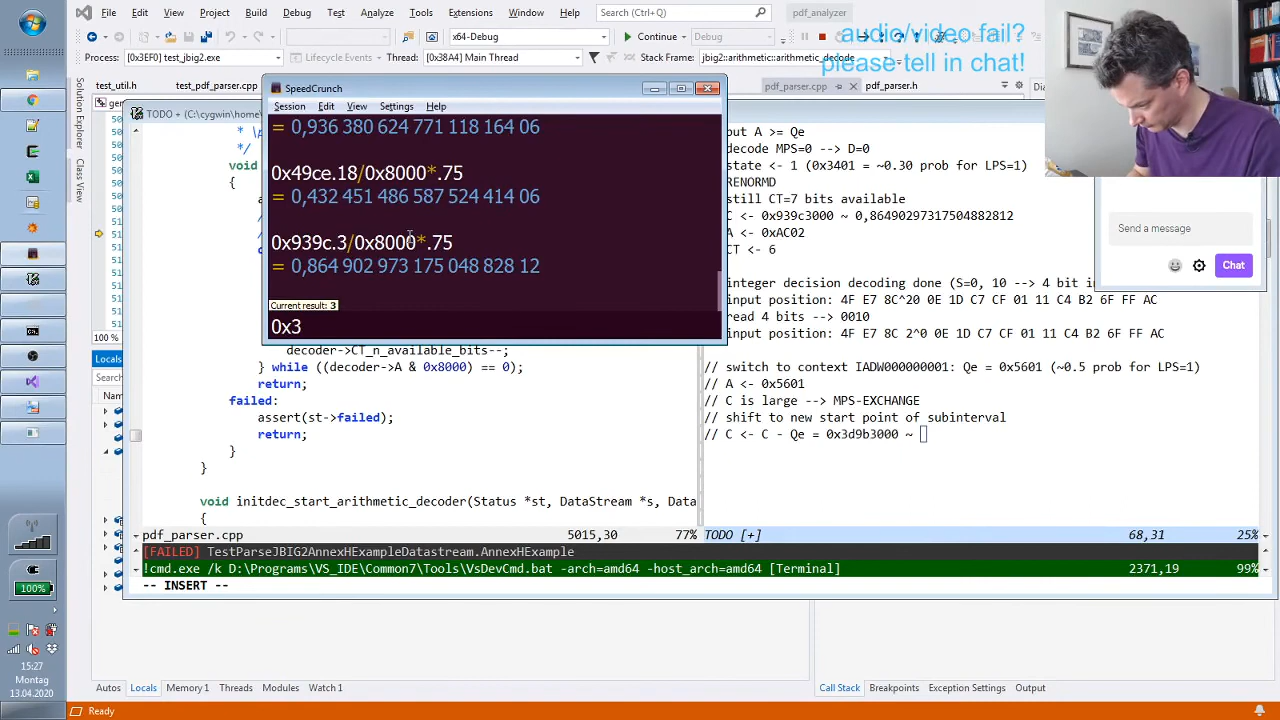 File Edit View Project Build Debug Test Analyze Tools Extensions Window Help Search (Ctrl+Q) pdf_analyzer
audio/video fail?
please tell in chat!
x64-Debug Continue Debug
Process: [0x3EF0] test_jbig2.exe Lifecycle Events Thread: [0x38A4] Main Thread Stack Frame: jbig2::arithmetic_decode
test_util.h test_pdf_parser.cpp pdf_parser.cpp pdf_parser.h
TODO + (C:\cygwin
SpeedCrunch
Session Edit View Settings Help
= 0,936 380 624 771 118 164 06
0x49ce.18/0x8000*.75
= 0,432 451 486 587 524 414 06
0x939c.3/0x8000*.75
= 0,864 902 973 175 048 828 12
Current result: 3
0x3
Toolbox
Class View
*/
void
{
100 %
decoder->CT_n_available_bits--;
} while ((decoder->A & 0x8000) == 0);
return;
failed:
assert(st->failed);
return;
}
}
void initdec_start_arithmetic_decoder(Status *st, DataStream *s, Data
{
pdf_parser.cpp 5015,30 77%
put A >= Qe
decode MPS=0 --> D=0
state <- 1 (0x3401 = ~0.30 prob for LPS=1)
RENORMD
still CT=7 bits available
C <- 0x939c3000 ~ 0,86490297317504882812
A <- 0xAC02
CT <- 6
integer decision decoding done (S=0, 10 --> 4 bit in
input position: 4F E7 8C^20 0E 1D C7 CF 01 11 C4 B2 6F FF AC
read 4 bits --> 0010
input position: 4F E7 8C 2^0 0E 1D C7 CF 01 11 C4 B2 6F FF AC
// switch to context IADW000000001: Qe = 0x5601 (~0.5 prob for LPS=1)
// A <- 0x5601
// C is large --> MPS-EXCHANGE
// shift to new start point of subinterval
// C <- C - Qe = 0x3d9b3000 ~
TODO [+] 68,31 25%
[FAILED] TestParseJBIG2AnnexHExampleDatastream.AnnexHExample
!cmd.exe /k D:\Programs\VS_IDE\Common7\Tools\VsDevCmd.bat -arch=amd64 -host_arch=amd64 [Terminal] 2371,19 99%
-- INSERT --
Send a message
Chat
Locals
Autos Locals Memory 1 Threads Modules Watch 1 Call Stack Breakpoints Exception Settings Output
Ready
100%
15:27
Montag
13.04.2020